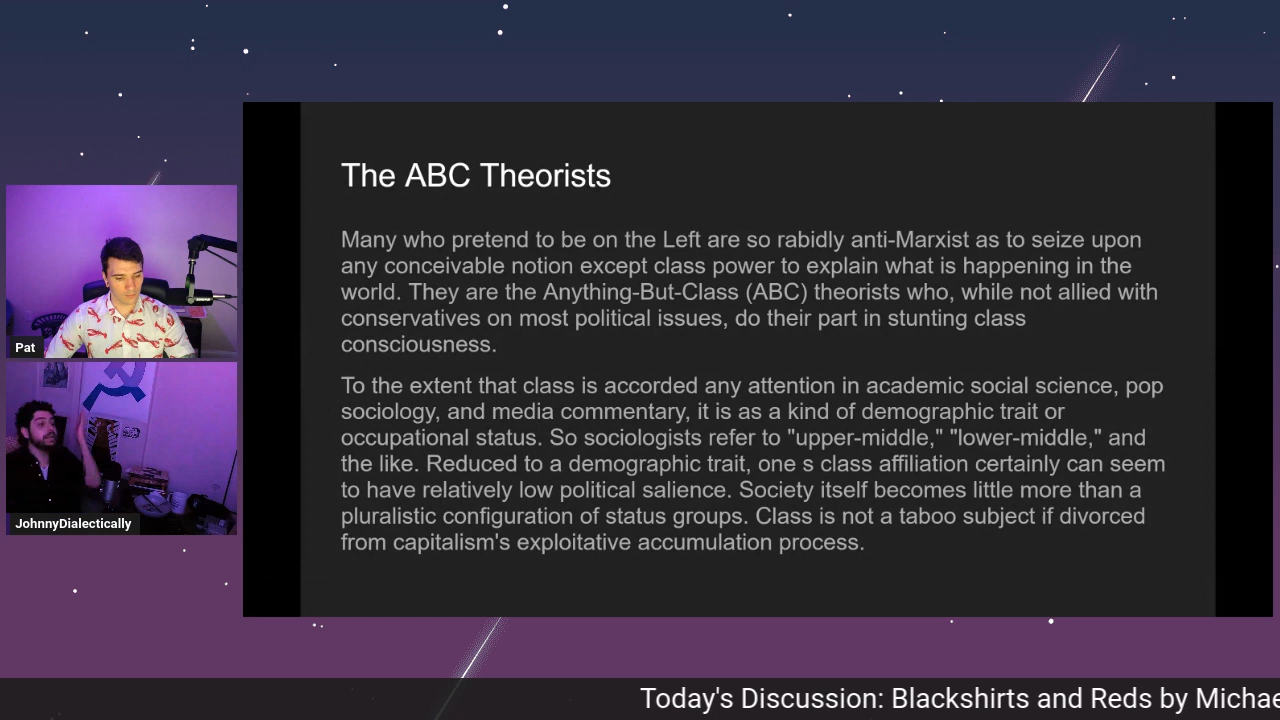 The ABC Theorists
Many who pretend to be on the Left are so rabidly anti-Marxist as to seize upon
any conceivable notion except class power to explain what is happening in the
world. They are the Anything-But-Class (ABC) theorists who, while not allied with
conservatives on most political issues, do their part in stunting class
consciousness.
To the extent that class is accorded any attention in academic social science, pop
sociology, and media commentary, it is as a kind of demographic trait or
occupational status. So sociologists refer to "upper-middle," "lower-middle," and
the like. Reduced to a demographic trait, one s class affiliation certainly can seem
to have relatively low political salience. Society itself becomes little more than a
pluralistic configuration of status groups. Class is not a taboo subject if divorced
from capitalism's exploitative accumulation process.
Pat
JohnnyDialectically
Today's Discussion: Blackshirts and Reds by Michae